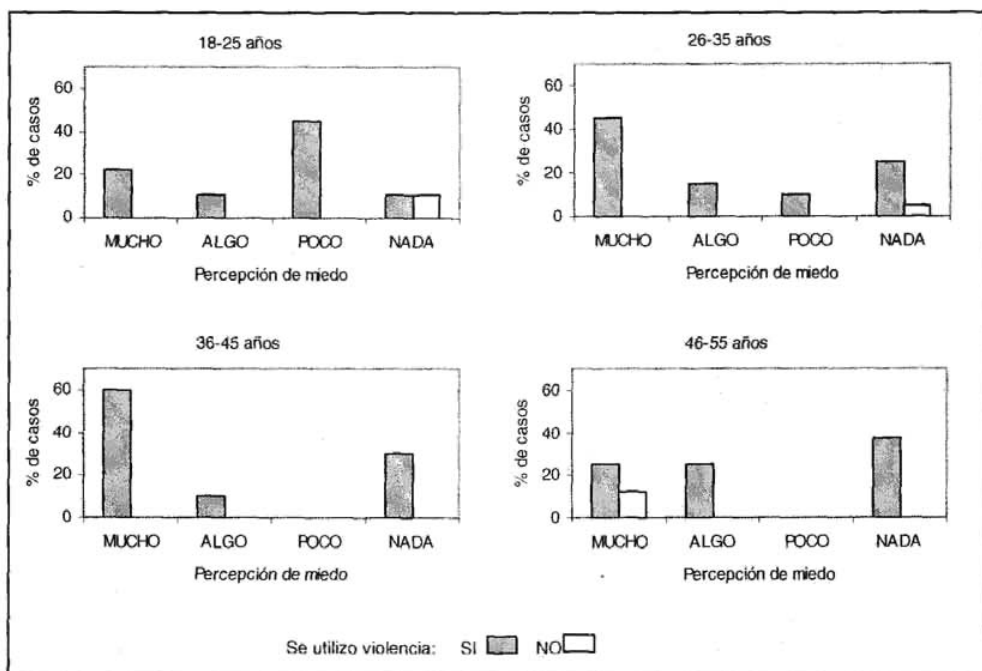 18-25 años
26-35 años
% de casos
60
40
20
0
MUCHO ALGO POCO NADA
Percepción de miedo
% de casos
60
40
20
0
MUCHO ALGO POCO NADA
Percepción de miedo
36-45 años
46-55 años
% de casos
60
40
20
0
MUCHO ALGO POCO NADA
Percepción de miedo
% de casos
60
40
20
0
MUCHO ALGO POCO NADA
Percepción de miedo
Se utilizo violencia: SI NO